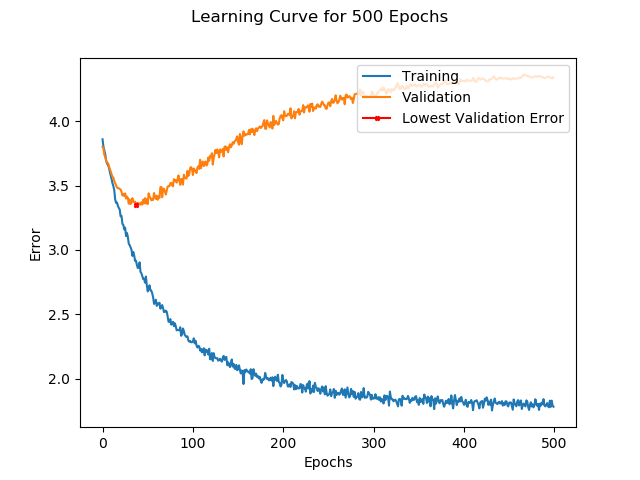 Learning Curve for 500 Epochs
Training
Validation
Lowest Validation Error
Error
4.0
3.5
3.0
2.5
2.0
0
100
200
300
400
500
Epochs